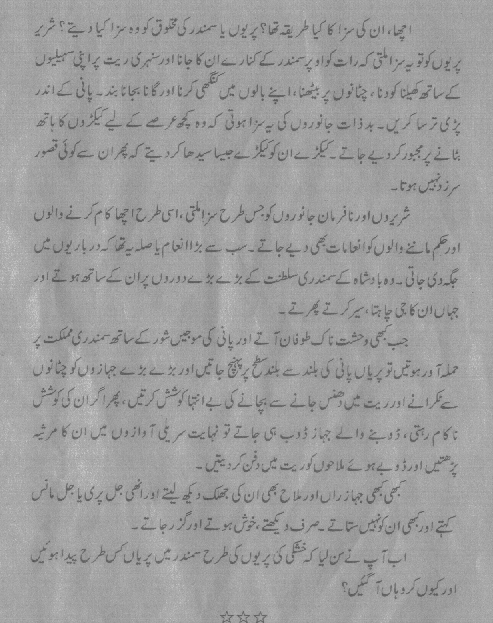 اچھا، ان کی سزا کا کیا طریقہ تھا؟ پریوں یا سمندر کی مخلوق کو وہ سزا کیا دیتے؟ شریر
پریوں کو تو یہ سزا ملتی کہ رات کو اوپر سمندر کے کنارے ان کا جانا اور سنہری ریت پر اپنی سہیلیوں
کے ساتھ کھیلنا کودنا، چٹانوں پر بیٹھنا، اپنے بالوں میں کنگھی کرنا اور گانا بجانا بند۔ پانی کے اندر
پڑی ترسا کریں۔ بد ذات جانوروں کی یہ سزا ہوتی کہ وہ کچھ عرصے کے لیے کیکڑوں کا ہاتھ
بٹانے پر مجبور کر دیے جاتے۔ کیکڑے ان کو کیکڑے جیسا سیدھا کر دیتے کہ پھر ان سے کوئی قصور
سرزد نہیں ہوتا۔
شریروں اور نافرمان جانوروں کو جس طرح سزا ملتی، اسی طرح اچھا کام کرنے والوں
اور حکم ماننے والوں کو انعامات بھی دیے جاتے۔ سب سے بڑا انعام یا صلہ یہ تھا کہ درباریوں میں
جگہ دی جاتی۔ وہ بادشاہ کے سمندری سلطنت کے بڑے بڑے دوروں پر ان کے ساتھ ہوتے اور
جہاں ان کا جی چاہتا، سیر کرتے پھرتے۔
جب کبھی وحشت ناک طوفان آتے اور پانی کی موجیں شور کے ساتھ سمندری مملکت پر
حملہ آور ہوتیں تو پریاں پانی کی بلند سے بلند سطح پر پہنچ جاتیں اور بڑے بڑے جہازوں کو چٹانوں
سے ٹکرانے اور ریت میں دھنس جانے سے بچانے کی بے انتہا کوشش کرتیں، پھر اگر ان کی کوشش
ناکام رہتی، ڈوبنے والے جہاز ڈوب ہی جاتے تو نہایت سریلی آوازوں میں ان کا مرثیہ
پڑھتیں اور ڈوبے ہوئے ملاحوں کو ریت میں دفن کر دیتیں۔
کبھی کبھی جہاز راں اور ملاح بھی ان کی جھلک دیکھ لیتے اور انھی جل پری یا جل مانس
کہتے اور کبھی ان کو نہیں ستاتے۔ صرف دیکھتے، خوش ہوتے اور گزر جاتے۔
اب آپ نے سن لیا کہ خشکی کی پریوں کی طرح سمندر میں پریاں کس طرح پیدا ہوئیں
اور کیوں کر وہاں آ گئیں؟
☆☆☆